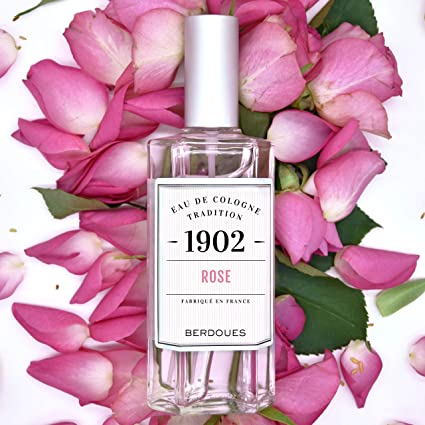 EAU DE COLOGNE
TRADITION
- 1902 -
ROSE
FABRIQUÉ EN FRANCE
BERDOUES